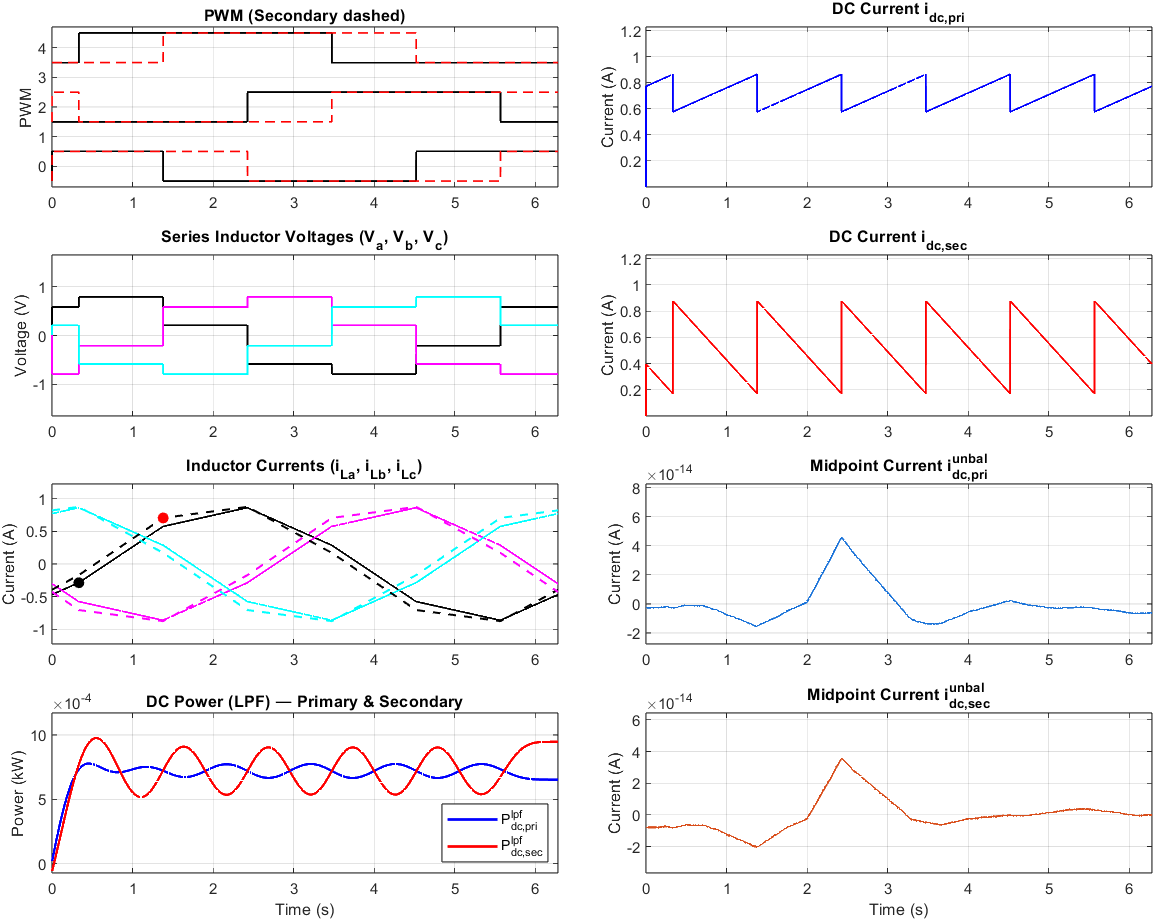 PWM (Secondary dashed)
PWM
4
3
2
1
0
0 1 2 3 4 5 6
DC Current i_dc,pri
Current (A)
1.2
1
0.8
0.6
0.4
0.2
0 1 2 3 4 5 6
Series Inductor Voltages (V_a, V_b, V_c)
Voltage (V)
1
0
-1
0 1 2 3 4 5 6
DC Current i_dc,sec
Current (A)
1.2
1
0.8
0.6
0.4
0.2
0 1 2 3 4 5 6
Inductor Currents (i_La, i_Lb, i_Lc)
Current (A)
1
0.5
0
-0.5
-1
0 1 2 3 4 5 6
Midpoint Current i_dc,pri^unbal
×10^-14
Current (A)
8
6
4
2
0
-2
0 1 2 3 4 5 6
DC Power (LPF) — Primary & Secondary
×10^-4
Power (kW)
10
5
0
P_dc,pri^lpf
P_dc,sec^lpf
0 1 2 3 4 5 6
Time (s)
Midpoint Current i_dc,sec^unbal
×10^-14
Current (A)
6
4
2
0
-2
0 1 2 3 4 5 6
Time (s)